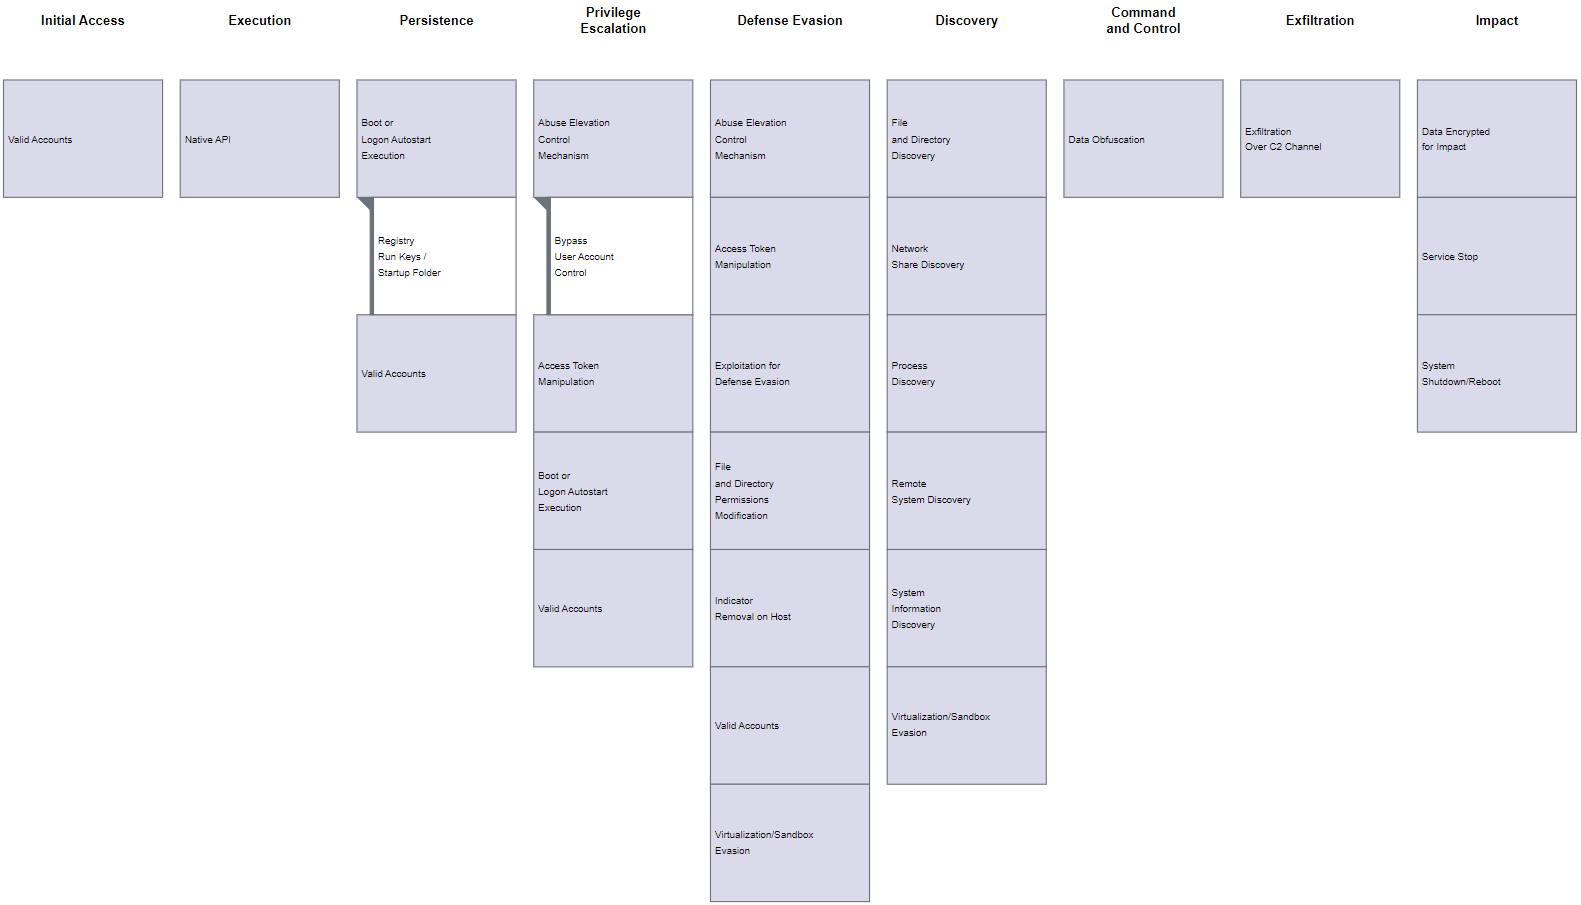 Initial Access
Execution
Persistence
Privilege
Escalation
Defense Evasion
Discovery
Command
and Control
Exfiltration
Impact
Valid Accounts
Native API
Boot or
Logon Autostart
Execution
Registry
Run Keys /
Startup Folder
Valid Accounts
Abuse Elevation
Control
Mechanism
Bypass
User Account
Control
Access Token
Manipulation
Boot or
Logon Autostart
Execution
Valid Accounts
Abuse Elevation
Control
Mechanism
Access Token
Manipulation
Exploitation for
Defense Evasion
File
and Directory
Permissions
Modification
Indicator
Removal on Host
Valid Accounts
Virtualization/Sandbox
Evasion
File
and Directory
Discovery
Network
Share Discovery
Process
Discovery
Remote
System Discovery
System
Information
Discovery
Virtualization/Sandbox
Evasion
Data Obfuscation
Exfiltration
Over C2 Channel
Data Encrypted
for Impact
Service Stop
System
Shutdown/Reboot